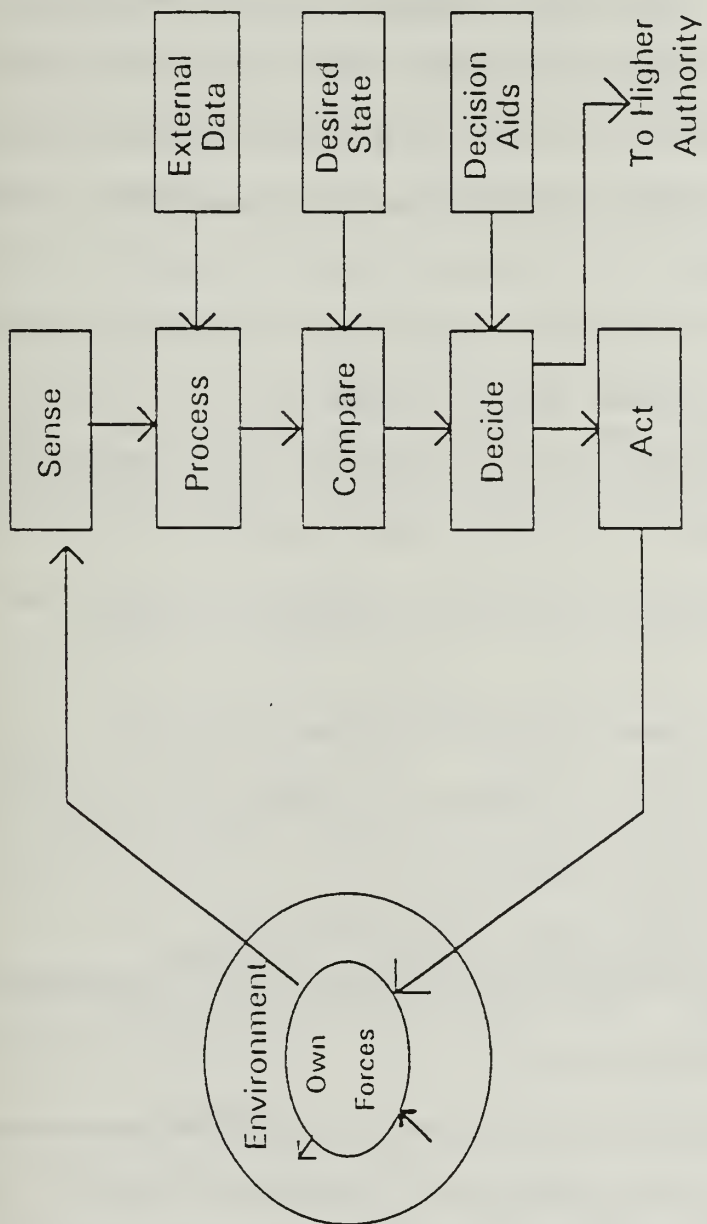 Sense
Process
External
Data
Environment
Own
Forces
Compare
Desired
State
Decide
Decision
Aids
Act
To Higher
Authority